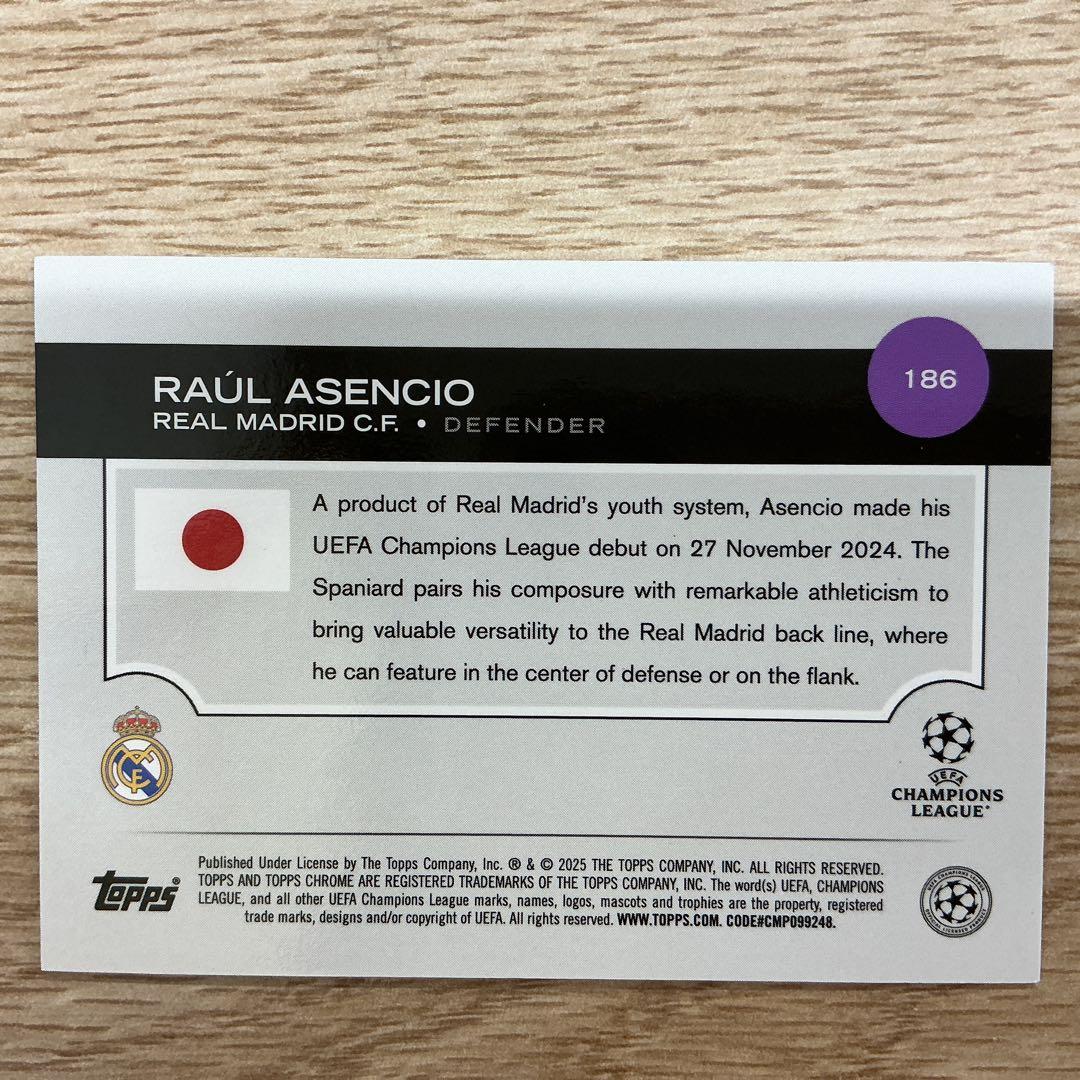 RAÚL ASENCIO
REAL MADRID C.F. • DEFENDER
186
A product of Real Madrid's youth system, Asencio made his
UEFA Champions League debut on 27 November 2024. The
Spaniard pairs his composure with remarkable athleticism to
bring valuable versatility to the Real Madrid back line, where
he can feature in the center of defense or on the flank.
UEFA
CHAMPIONS
LEAGUE®
topps®
Published Under License by The Topps Company, Inc. ® & © 2025 THE TOPPS COMPANY, INC. ALL RIGHTS RESERVED.
TOPPS AND TOPPS CHROME ARE REGISTERED TRADEMARKS OF THE TOPPS COMPANY, INC. The word(s) UEFA, CHAMPIONS
LEAGUE, and all other UEFA Champions League marks, names, logos, mascots and trophies are the property, registered
trade marks, designs and/or copyright of UEFA. All rights reserved. WWW.TOPPS.COM. CODE#CMP099248.
UEFA CHAMPIONS LEAGUE
OFFICIAL LICENSED PRODUCT